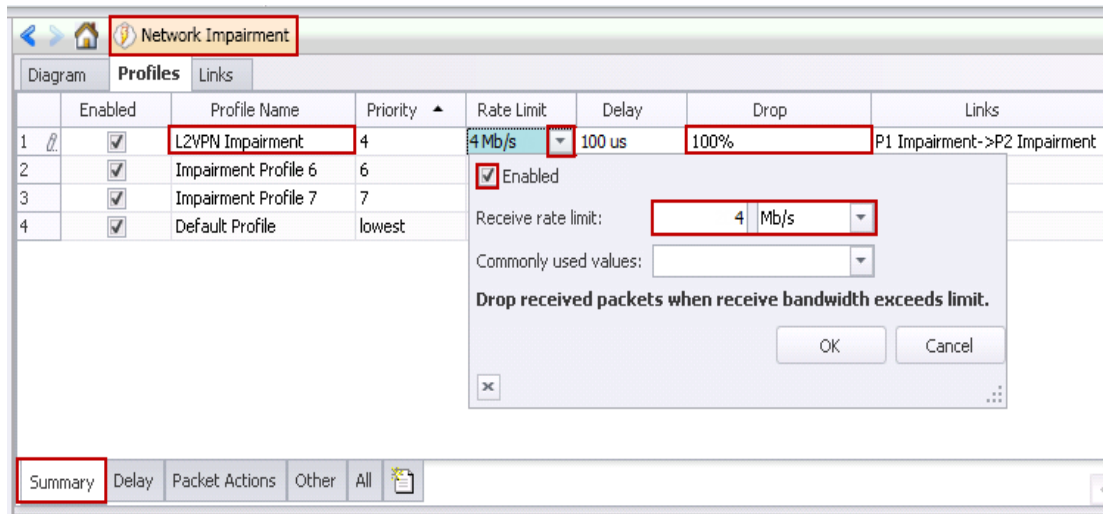 Network Impairment
Diagram Profiles Links
Enabled Profile Name Priority Rate Limit Delay Drop Links
1 L2VPN Impairment 4 4 Mb/s 100 us 100% P1 Impairment->P2 Impairment
2 Impairment Profile 6 6
3 Impairment Profile 7 7
4 Default Profile lowest
Enabled
Receive rate limit: 4 Mb/s
Commonly used values:
Drop received packets when receive bandwidth exceeds limit.
OK Cancel
Summary Delay Packet Actions Other All